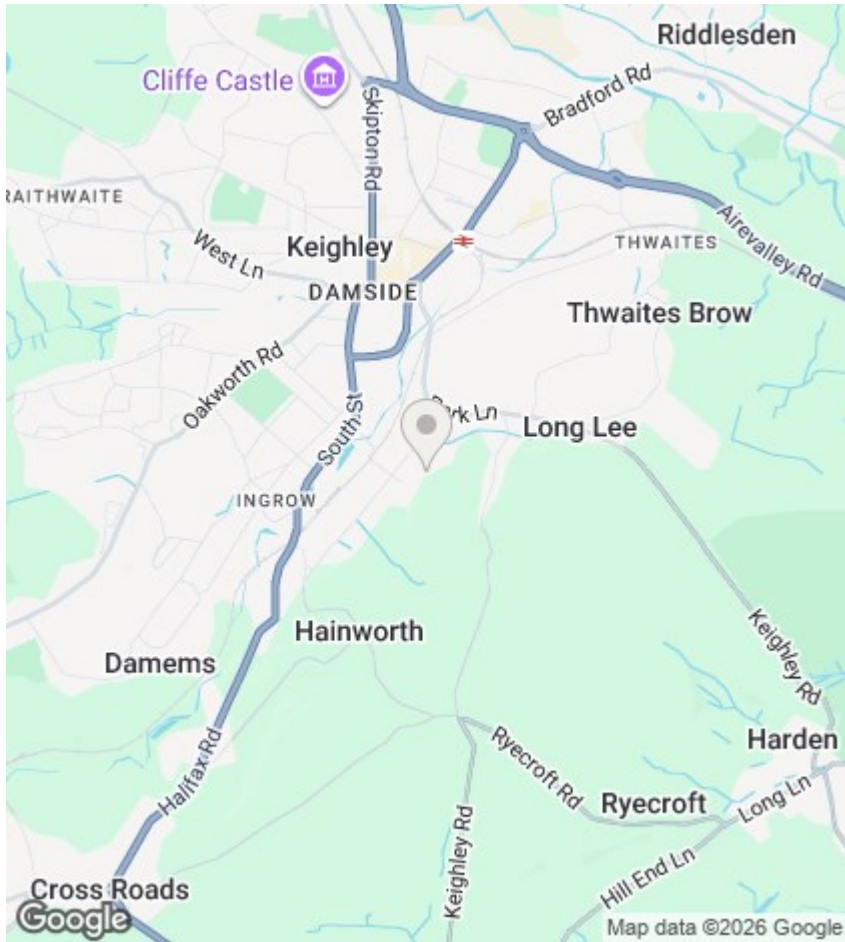 Riddlesden
Cliffe Castle
Bradford Rd
Skipton Rd
RAITHWAITE
Airevalley Rd
West Ln
Keighley
THWAITES
DAMSIDE
Thwaites Brow
Oakworth Rd
Park Ln
Long Lee
South St
INGROW
Hainworth
Damems
Keighley Rd
Harden
Halifax Rd
Ryecroft Rd
Ryecroft
Long Ln
Keighley Rd
Hill End Ln
Cross Roads
Google
Map data ©2026 Google